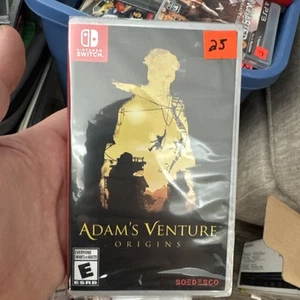 NINTENDO
SWITCH
25
ADAM'S VENTURE
ORIGINS
EVERYONE
E
ESRB
SOEDESCO